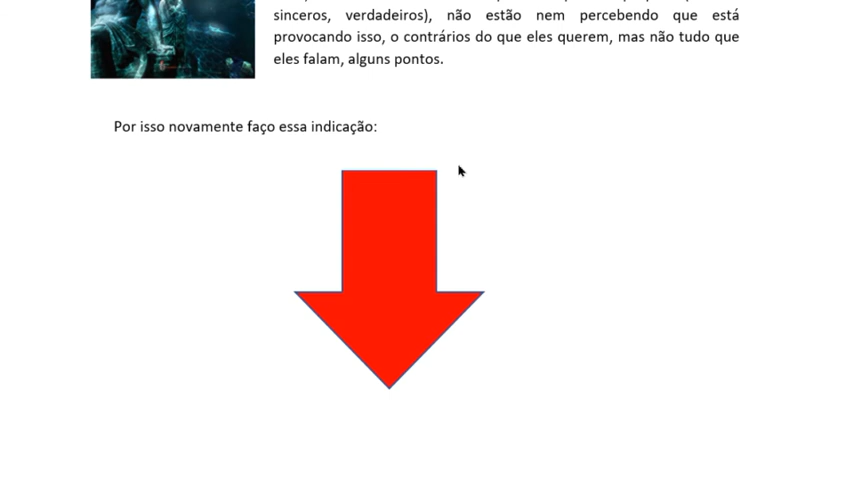 sinceros, verdadeiros), não estão nem percebendo que está
provocando isso, o contrários do que eles querem, mas não tudo que
eles falam, alguns pontos.
Por isso novamente faço essa indicação: